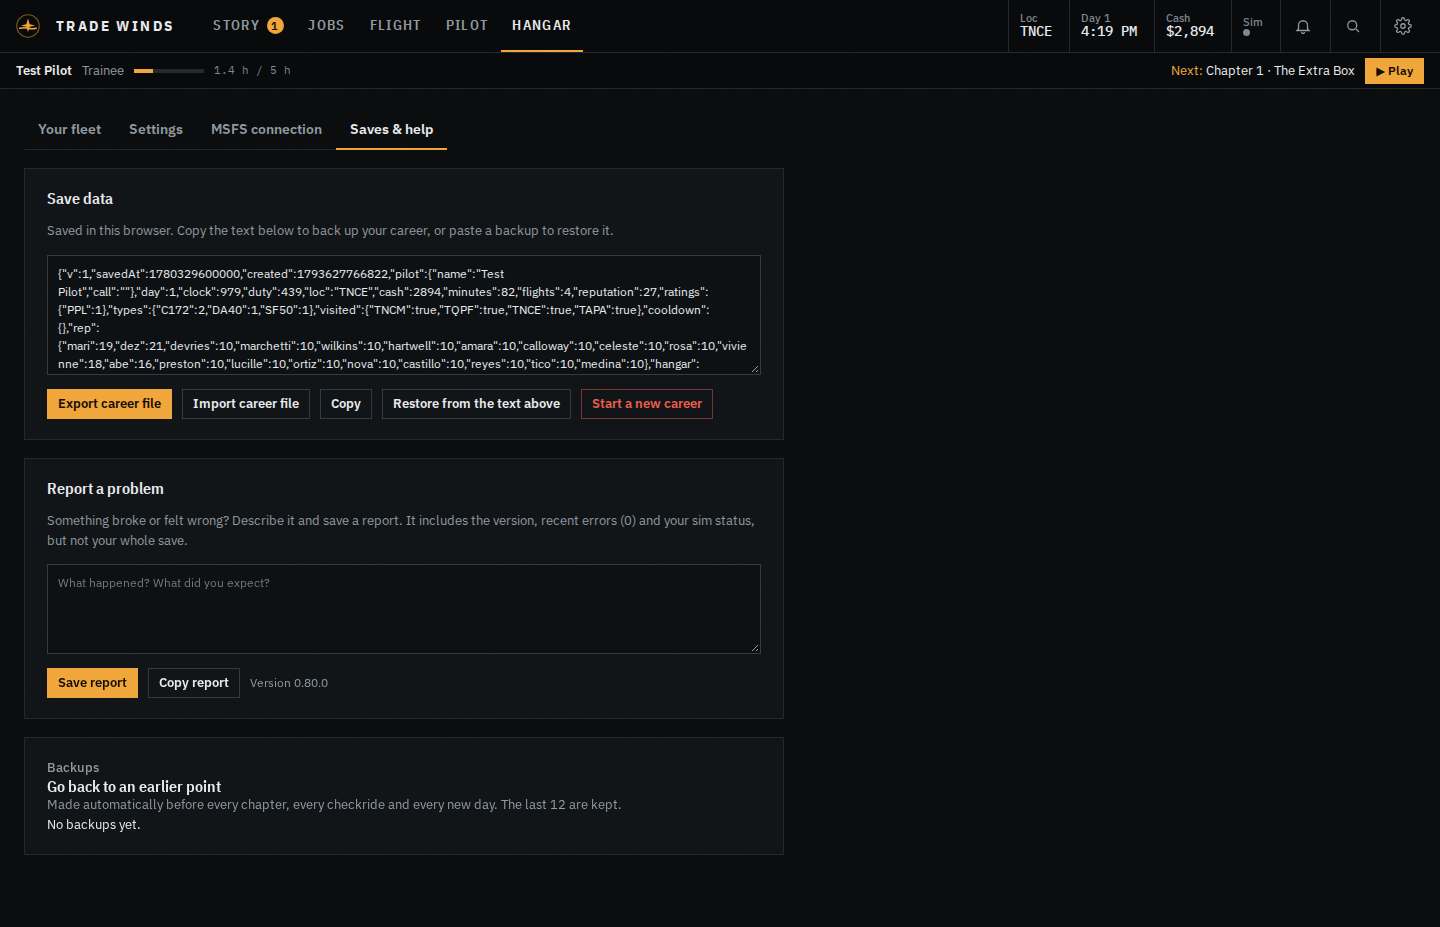 TRADE WINDS
STORY 1 JOBS FLIGHT PILOT HANGAR
Loc
TNCE
Day 1
4:19 PM
Cash
$2,894
Sim
Test Pilot Trainee 1.4 h / 5 h
Next: Chapter 1 · The Extra Box ▶ Play
Your fleet Settings MSFS connection Saves & help
Save data
Saved in this browser. Copy the text below to back up your career, or paste a backup to restore it.
{"v":1,"savedAt":1780329600000,"created":1793627766822,"pilot":{"name":"Test
Pilot","call":""},"day":1,"clock":979,"duty":439,"loc":"TNCE","cash":2894,"minutes":82,"flights":4,"reputation":27,"ratings":
{"PPL":1},"types":{"C172":2,"DA40":1,"SF50":1},"visited":{"TNCM":true,"TQPF":true,"TNCE":true,"TAPA":true},"cooldown":
{},"rep":
{"mari":19,"dez":21,"devries":10,"marchetti":10,"wilkins":10,"hartwell":10,"amara":10,"calloway":10,"celeste":10,"rosa":10,"vivie
nne":18,"abe":16,"preston":10,"lucille":10,"ortiz":10,"nova":10,"castillo":10,"reyes":10,"tico":10,"medina":10},"hangar":
Export career file Import career file Copy Restore from the text above Start a new career
Report a problem
Something broke or felt wrong? Describe it and save a report. It includes the version, recent errors (0) and your sim status,
but not your whole save.
What happened? What did you expect?
Save report Copy report Version 0.80.0
Backups
Go back to an earlier point
Made automatically before every chapter, every checkride and every new day. The last 12 are kept.
No backups yet.